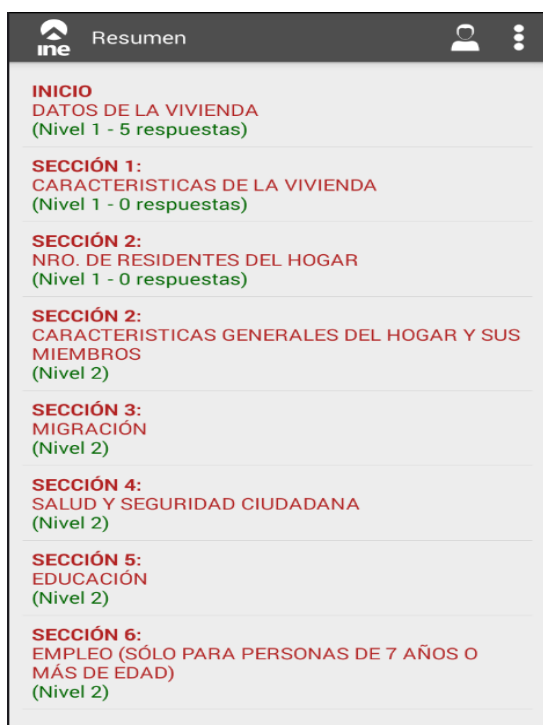 ine
Resumen
INICIO
DATOS DE LA VIVIENDA
(Nivel 1 - 5 respuestas)
SECCIÓN 1:
CARACTERISTICAS DE LA VIVIENDA
(Nivel 1 - 0 respuestas)
SECCIÓN 2:
NRO. DE RESIDENTES DEL HOGAR
(Nivel 1 - 0 respuestas)
SECCIÓN 2:
CARACTERISTICAS GENERALES DEL HOGAR Y SUS
MIEMBROS
(Nivel 2)
SECCIÓN 3:
MIGRACIÓN
(Nivel 2)
SECCIÓN 4:
SALUD Y SEGURIDAD CIUDADANA
(Nivel 2)
SECCIÓN 5:
EDUCACIÓN
(Nivel 2)
SECCIÓN 6:
EMPLEO (SÓLO PARA PERSONAS DE 7 AÑOS O
MÁS DE EDAD)
(Nivel 2)